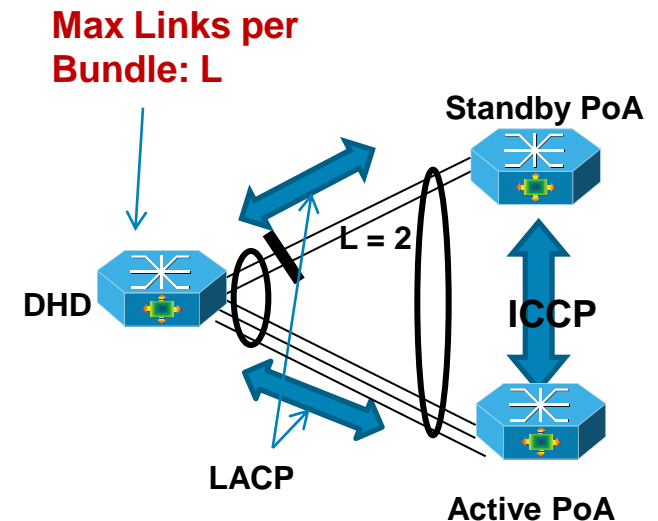 Max Links per
Bundle: L
Standby PoA
L = 2
DHD
ICCP
LACP
Active PoA